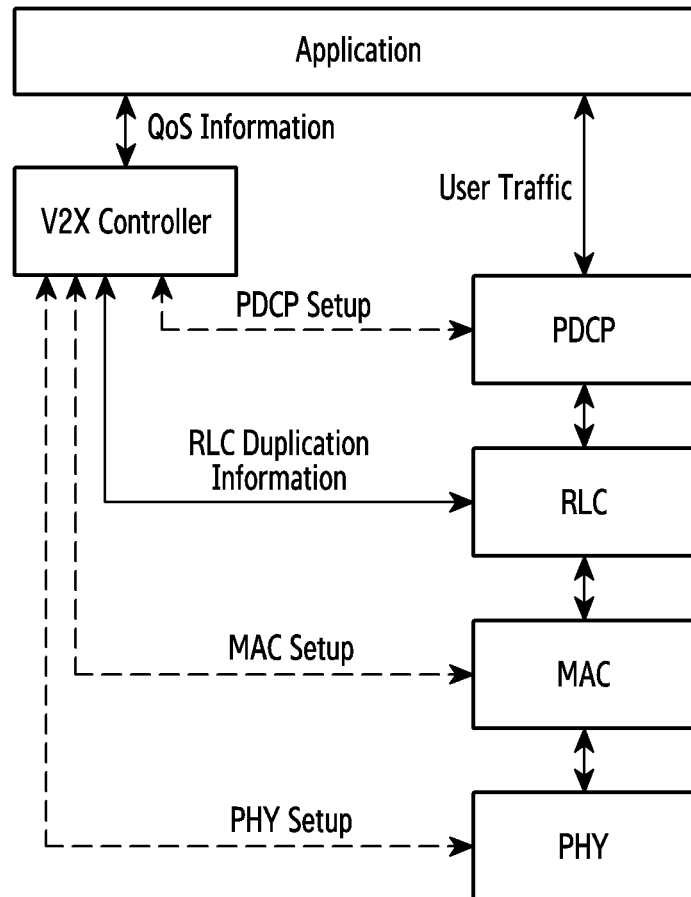 Application
QoS Information
User Traffic
V2X Controller
PDCP Setup
PDCP
RLC Duplication
Information
RLC
MAC Setup
MAC
PHY Setup
PHY